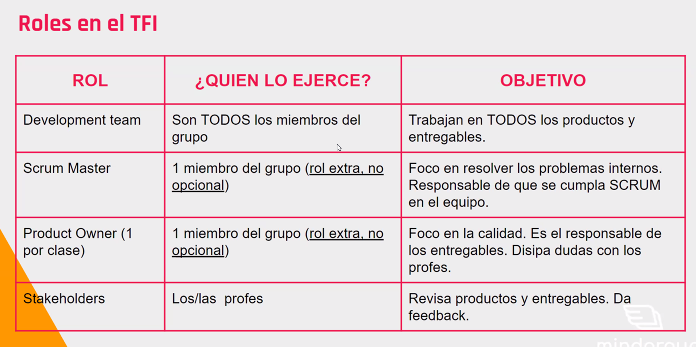 Roles en el TFI
ROL
¿QUIEN LO EJERCE?
OBJETIVO
Development team
Son TODOS los miembros del
grupo
Trabajan en TODOS los productos y
entregables.
Scrum Master
1 miembro del grupo (rol extra, no
opcional)
Foco en resolver los problemas internos.
Responsable de que se cumpla SCRUM
en el equipo.
Product Owner (1
por clase)
1 miembro del grupo (rol extra, no
opcional)
Foco en la calidad. Es el responsable de
los entregables. Disipa dudas con los
profes.
Stakeholders
Los/las profes
Revisa productos y entregables. Da
feedback.